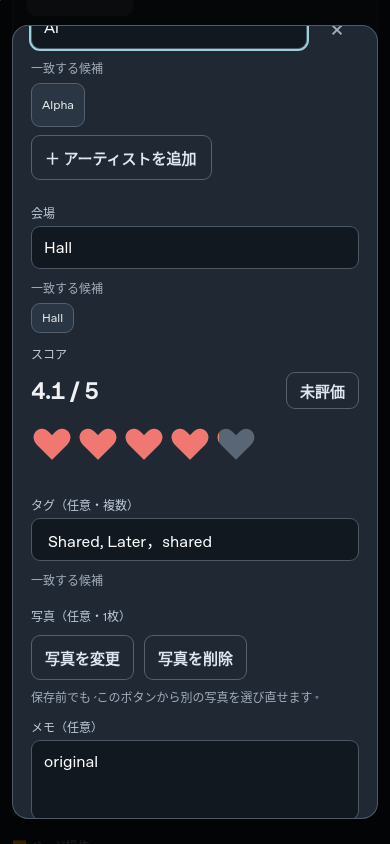 Al
×
一致する候補
Alpha
＋ アーティストを追加
会場
Hall
一致する候補
Hall
スコア
4.1 / 5
未評価
タグ（任意・複数）
Shared, Later，shared
一致する候補
写真（任意・1枚）
写真を変更
写真を削除
保存前でも、このボタンから別の写真を選び直せます。
メモ（任意）
original